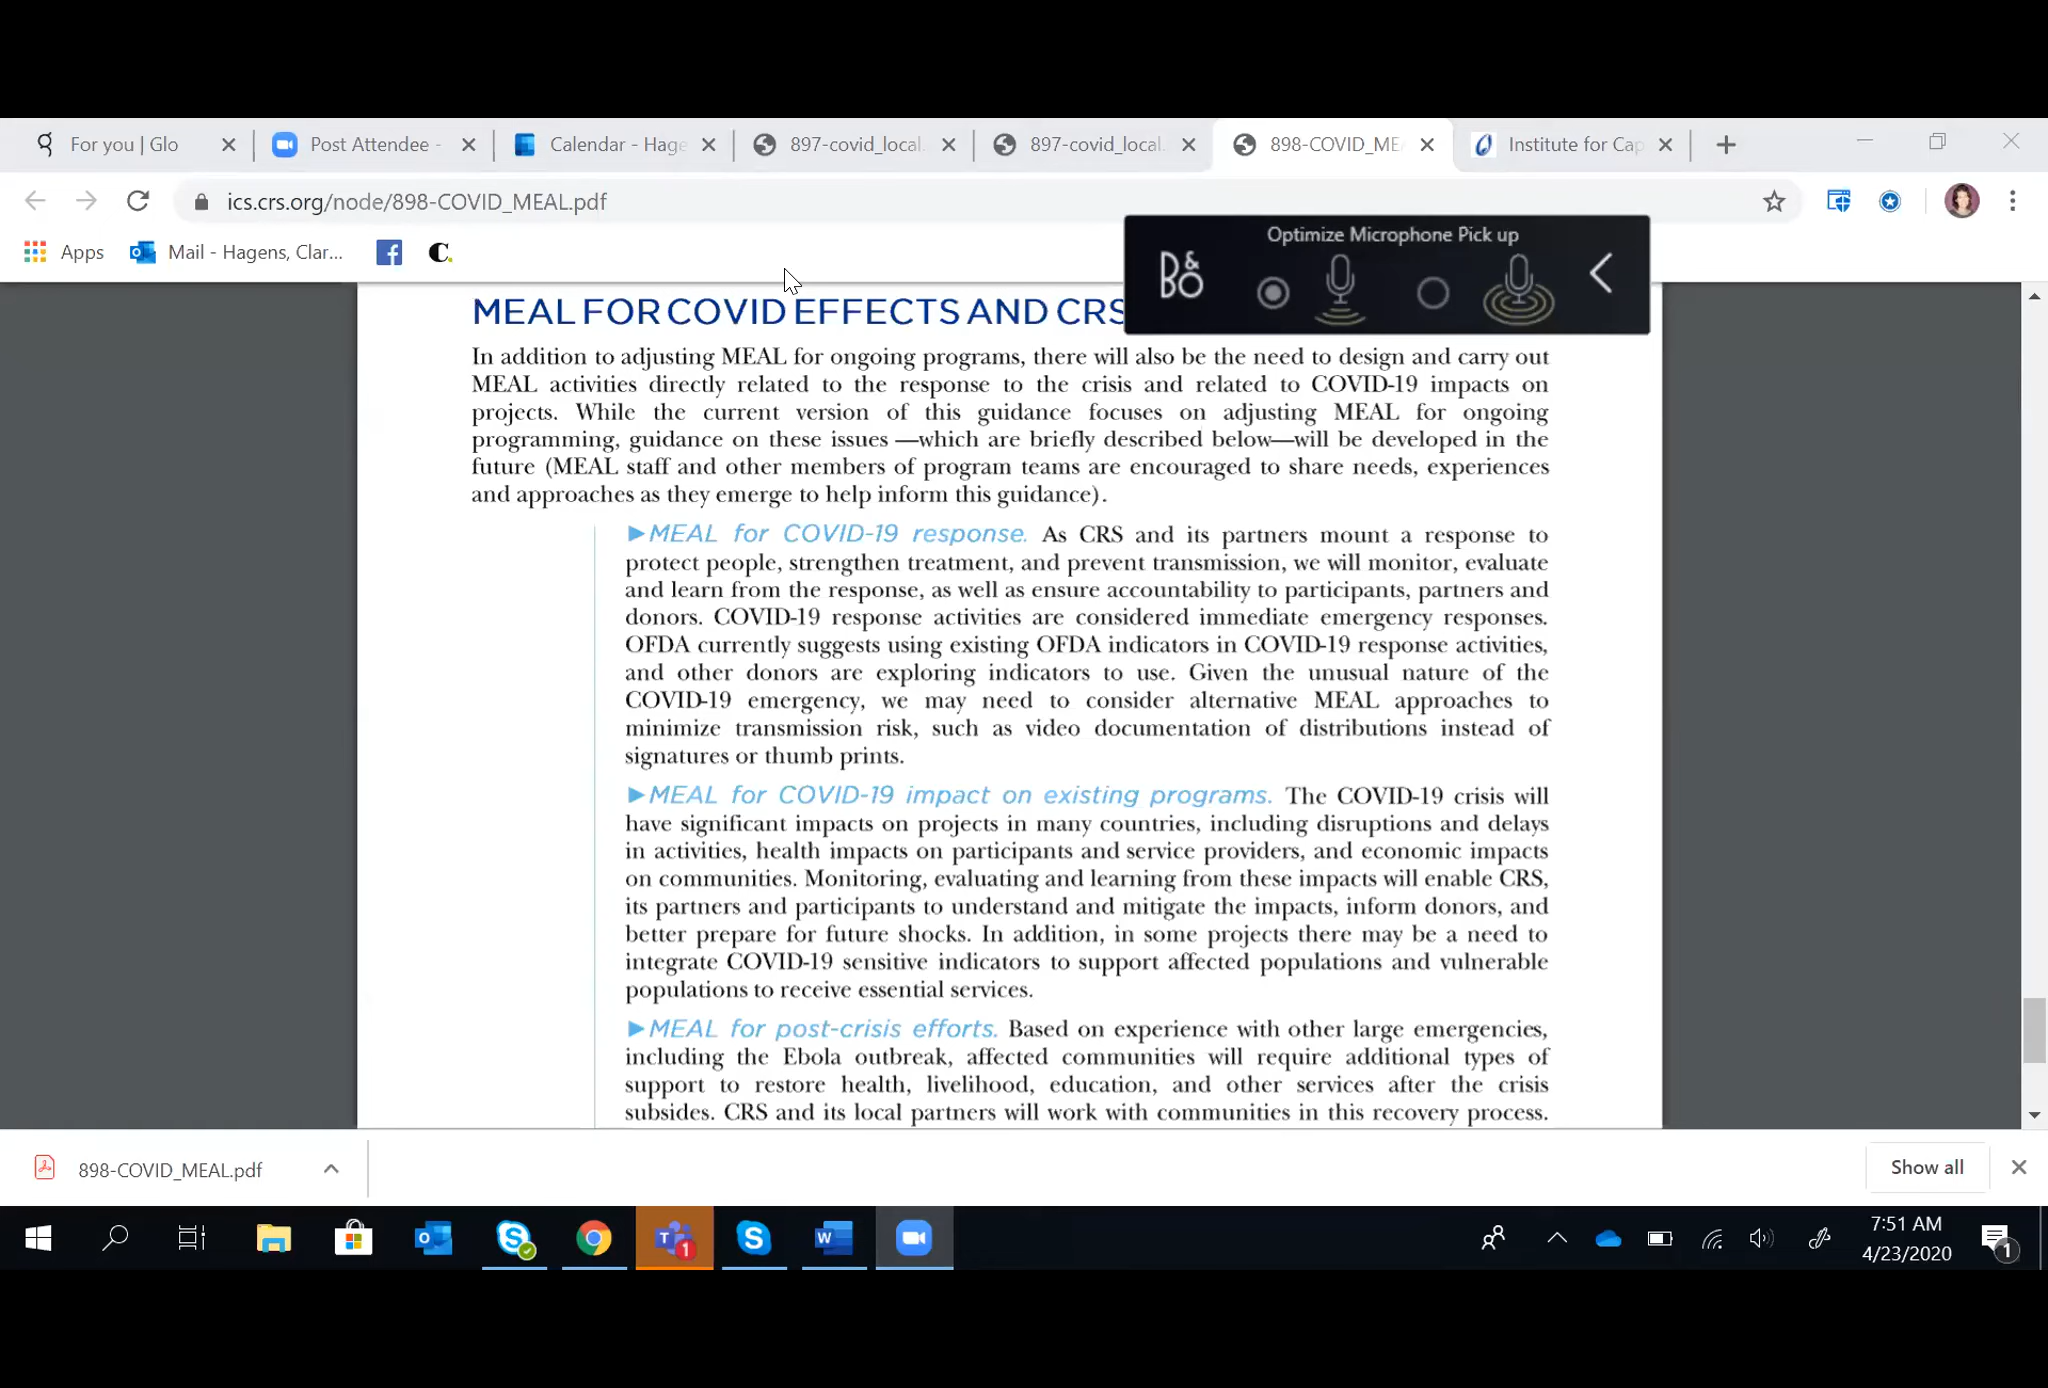 For you | Glo
Post Attendee -
Calendar - Hage
897-covid_local.
897-covid_local.
898-COVID_ME
Institute for Cap
ics.crs.org/node/898-COVID_MEAL.pdf
Apps
Mail - Hagens, Clar...
C.
Optimize Microphone Pick up
B&O
MEAL FOR COVID EFFECTS AND CRS
In addition to adjusting MEAL for ongoing programs, there will also be the need to design and carry out
MEAL activities directly related to the response to the crisis and related to COVID-19 impacts on
projects. While the current version of this guidance focuses on adjusting MEAL for ongoing
programming, guidance on these issues —which are briefly described below—will be developed in the
future (MEAL staff and other members of program teams are encouraged to share needs, experiences
and approaches as they emerge to help inform this guidance).
►MEAL for COVID-19 response. As CRS and its partners mount a response to
protect people, strengthen treatment, and prevent transmission, we will monitor, evaluate
and learn from the response, as well as ensure accountability to participants, partners and
donors. COVID-19 response activities are considered immediate emergency responses.
OFDA currently suggests using existing OFDA indicators in COVID-19 response activities,
and other donors are exploring indicators to use. Given the unusual nature of the
COVID-19 emergency, we may need to consider alternative MEAL approaches to
minimize transmission risk, such as video documentation of distributions instead of
signatures or thumb prints.
►MEAL for COVID-19 impact on existing programs. The COVID-19 crisis will
have significant impacts on projects in many countries, including disruptions and delays
in activities, health impacts on participants and service providers, and economic impacts
on communities. Monitoring, evaluating and learning from these impacts will enable CRS,
its partners and participants to understand and mitigate the impacts, inform donors, and
better prepare for future shocks. In addition, in some projects there may be a need to
integrate COVID-19 sensitive indicators to support affected populations and vulnerable
populations to receive essential services.
►MEAL for post-crisis efforts. Based on experience with other large emergencies,
including the Ebola outbreak, affected communities will require additional types of
support to restore health, livelihood, education, and other services after the crisis
subsides. CRS and its local partners will work with communities in this recovery process.
898-COVID_MEAL.pdf
Show all
7:51 AM
4/23/2020
1
1